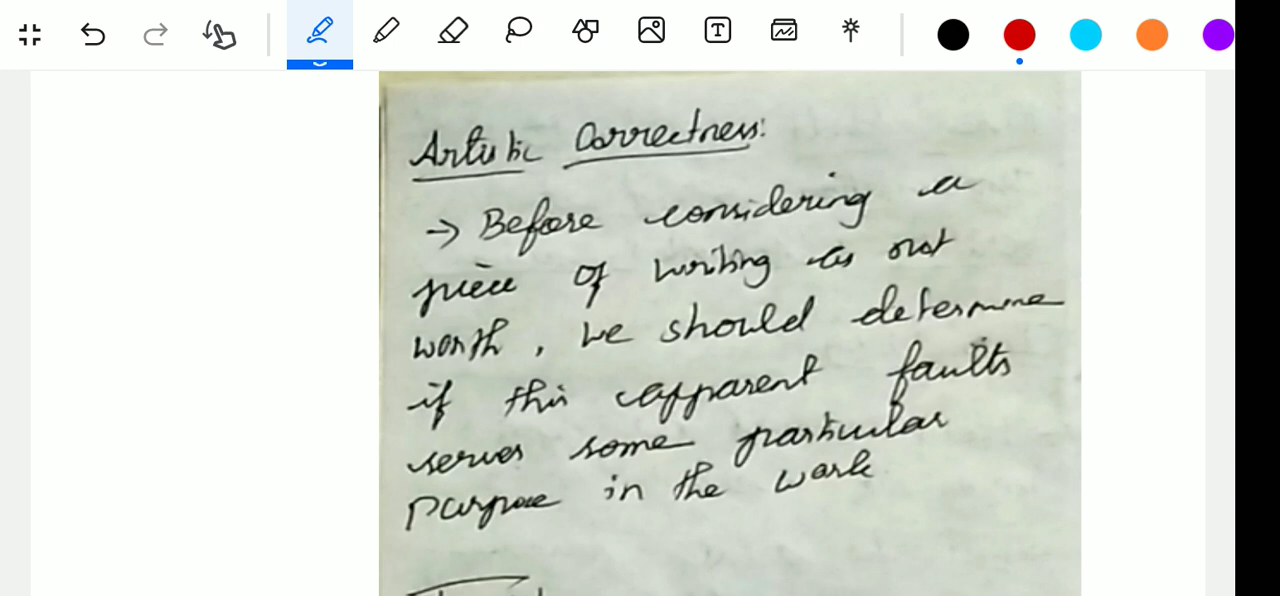 Artistic Correctness:
→ Before considering a
piece of writing as not
worth, we should determine
if this apparent faults
serves some particular
purpose in the work